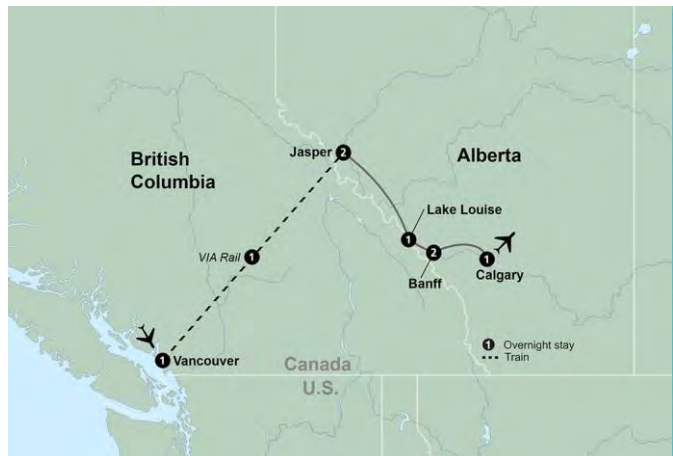 British
Columbia
Jasper
2
Alberta
Lake Louise
1
2
Banff
1
Calgary
VIA Rail
1
1
Vancouver
Canada
U.S.
1 Overnight stay
Train